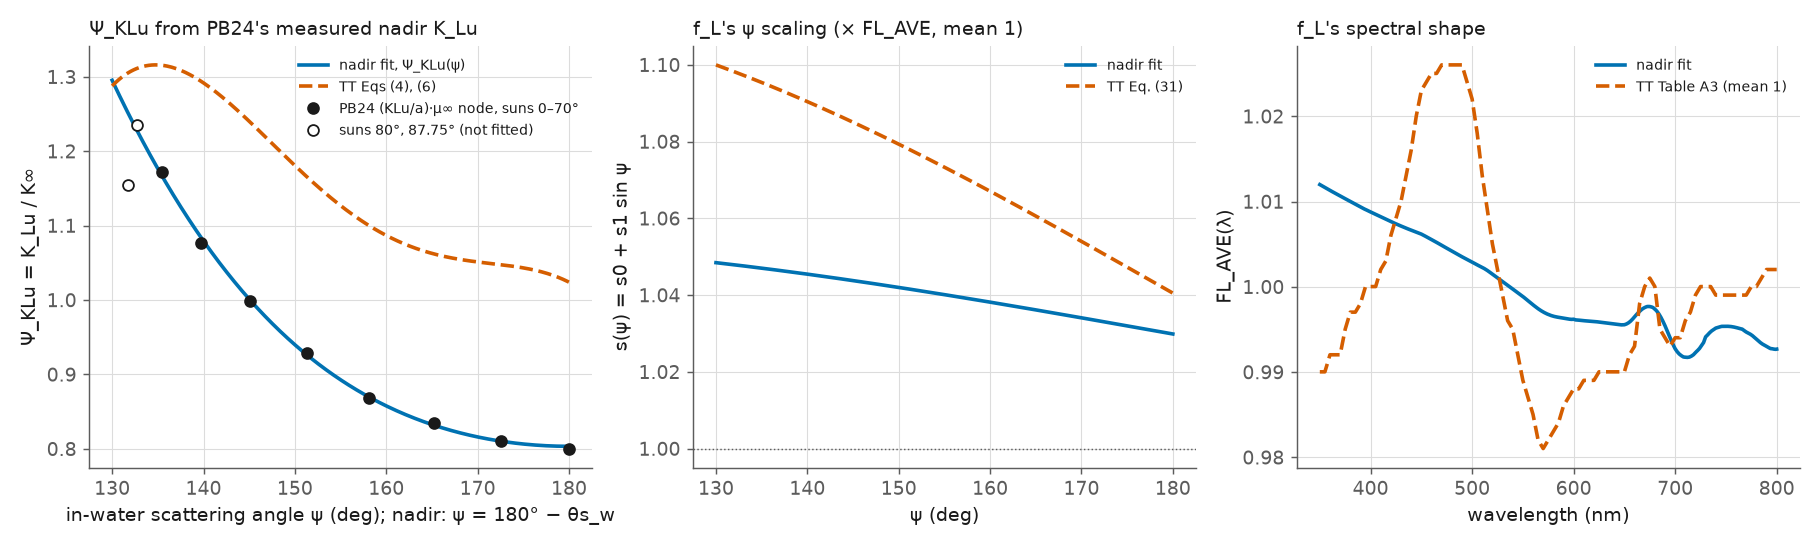 Ψ_KLu from PB24's measured nadir K_Lu
nadir fit, Ψ_KLu(ψ)
TT Eqs (4), (6)
PB24 (KLu/a)·μ∞ node, suns 0–70°
suns 80°, 87.75° (not fitted)
Ψ_KLu = K_Lu / K∞
1.3
1.2
1.1
1.0
0.9
0.8
130 140 150 160 170 180
in-water scattering angle ψ (deg); nadir: ψ = 180° − θs_w
f_L's ψ scaling (× FL_AVE, mean 1)
nadir fit
TT Eq. (31)
s(ψ) = s0 + s1 sin ψ
1.10
1.08
1.06
1.04
1.02
1.00
130 140 150 160 170 180
ψ (deg)
f_L's spectral shape
nadir fit
TT Table A3 (mean 1)
FL_AVE(λ)
1.02
1.01
1.00
0.99
0.98
400 500 600 700 800
wavelength (nm)